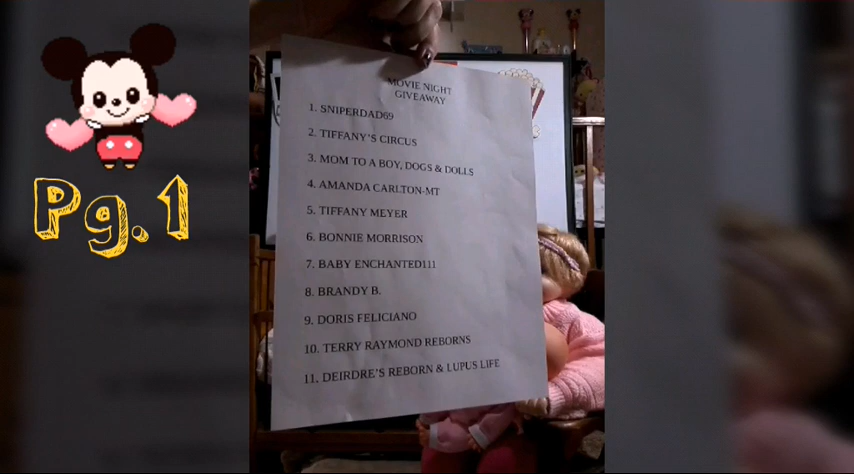 Pg.1
MOVIE NIGHT
GIVEAWAY
1. SNIPERDAD69
2. TIFFANY'S CIRCUS
3. MOM TO A BOY, DOGS & DOLLS
4. AMANDA CARLTON-MT
5. TIFFANY MEYER
6. BONNIE MORRISON
7. BABY ENCHANTED111
8. BRANDY B.
9. DORIS FELICIANO
10. TERRY RAYMOND REBORNS
11. DEIRDRE'S REBORN & LUPUS LIFE